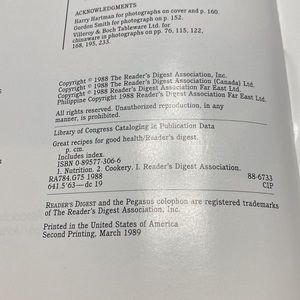 ACKNOWLEDGMENTS
Harry Hartman for photographs on cover and p. 160.
Gordon Smith for photograph on p. 152.
Villeroy & Boch Tableware Ltd. for
chinaware in photographs on pp. 76, 115, 122,
168, 195, 233.
Copyright © 1988 The Reader's Digest Association, Inc.
Copyright © 1988 The Reader's Digest Association (Canada) Ltd.
Copyright © 1988 Reader's Digest Association Far East Ltd.
Philippine Copyright 1988 Reader's Digest Association Far East Ltd.
All rights reserved. Unauthorized reproduction, in any
manner, is prohibited.
Library of Congress Cataloging in Publication Data
Great recipes for good health/Reader's digest.
p. cm.
Includes index.
ISBN 0-89577-306-6
1. Nutrition. 2. Cookery. I. Reader's Digest Association.
RA784.G75 1988 88-6733
641.5'63—dc 19 CIP
READER'S DIGEST and the Pegasus colophon are registered trademarks
of The Reader's Digest Association, Inc.
Printed in the United States of America
Second Printing, March 1989